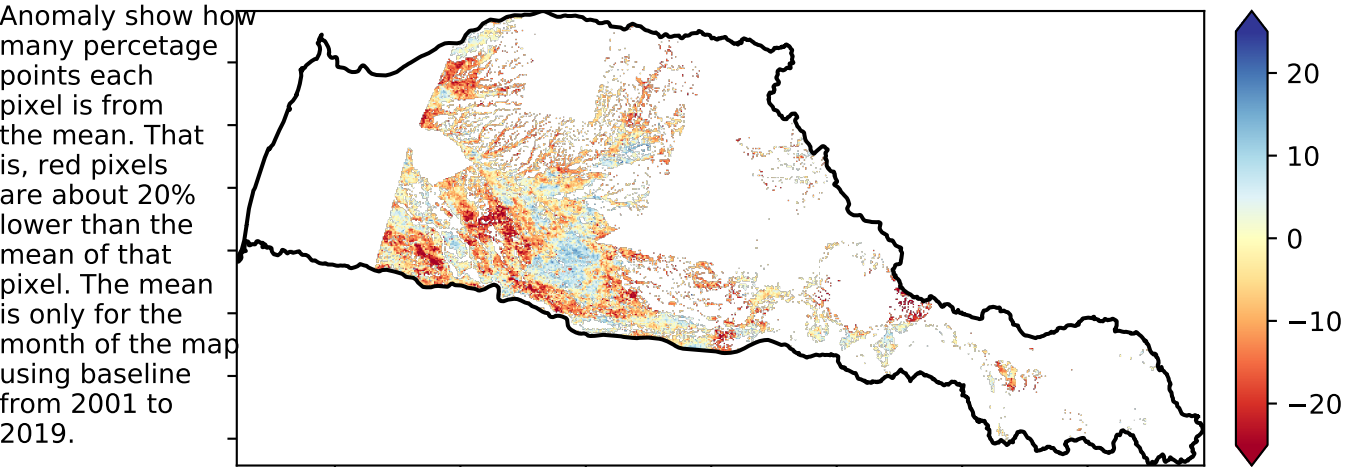 Anomaly show how
many percetage
points each
pixel is from
the mean. That
is, red pixels
are about 20%
lower than the
mean of that
pixel. The mean
is only for the
month of the map
using baseline
from 2001 to
2019.
20
10
0
−10
−20